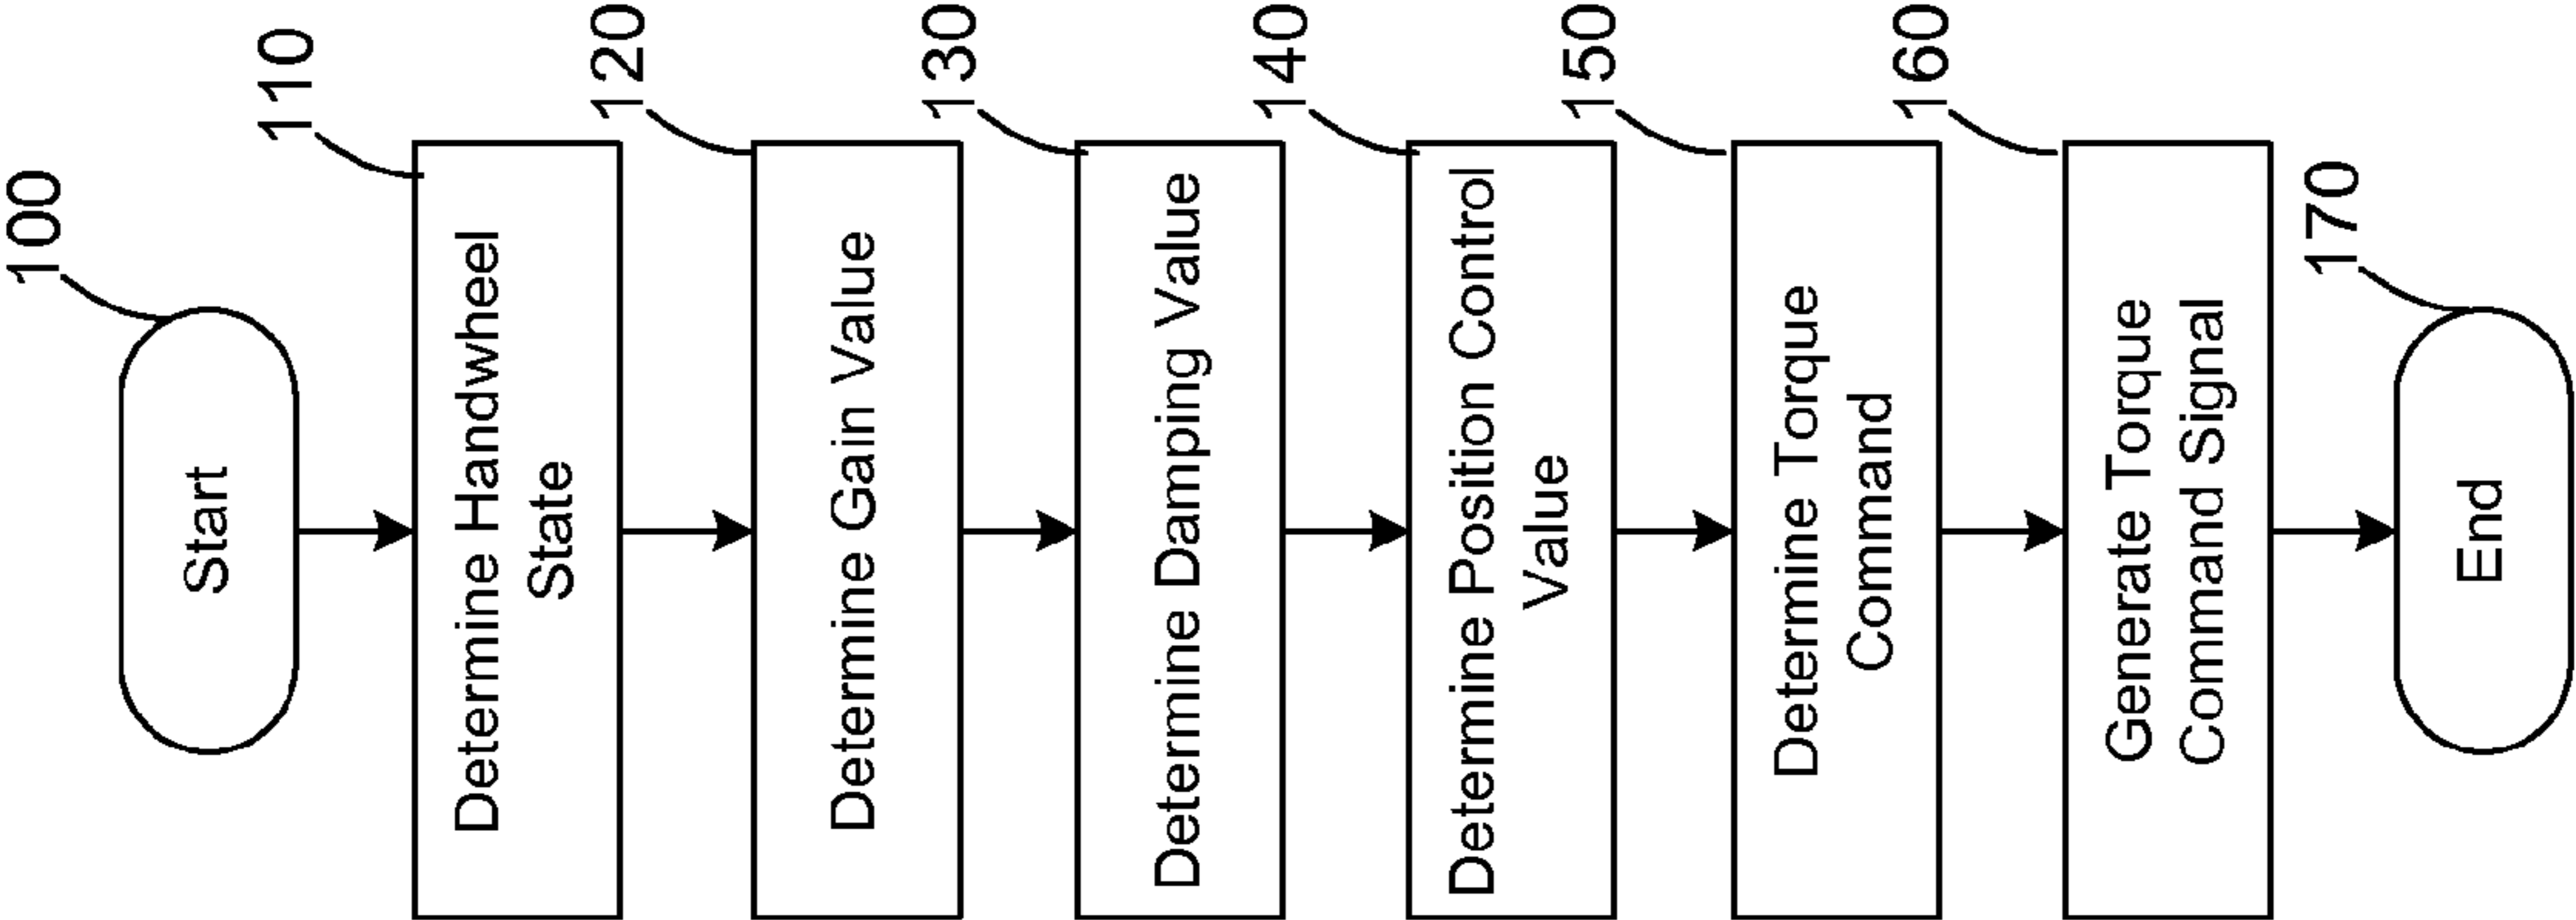 100
Start
110
Determine Handwheel
State
120
Determine Gain Value
130
Determine Damping Value
140
Determine Position Control
Value
150
Determine Torque
Command
160
Generate Torque
Command Signal
170
End